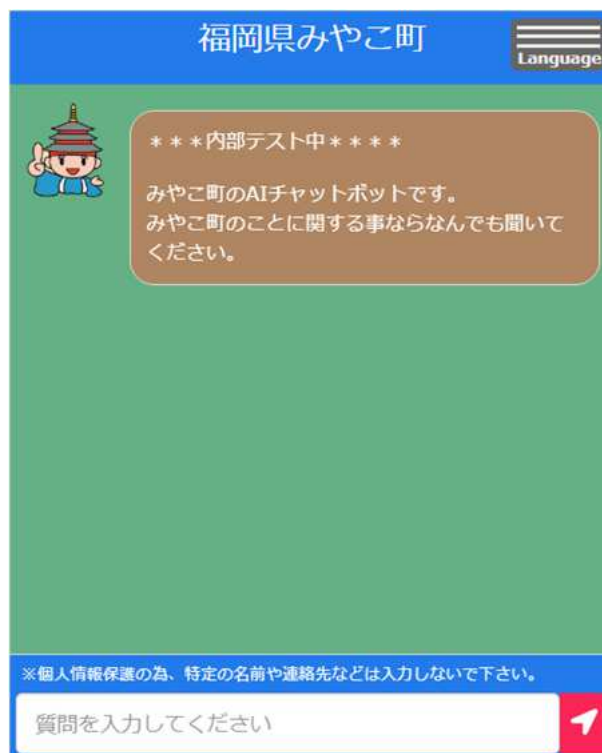 福岡県みやこ町
Language
＊＊＊内部テスト中＊＊＊＊
みやこ町のAIチャットボットです。
みやこ町のことに関する事ならなんでも聞いて
ください。
※個人情報保護の為、特定の名前や連絡先などは入力しないで下さい。
質問を入力してください